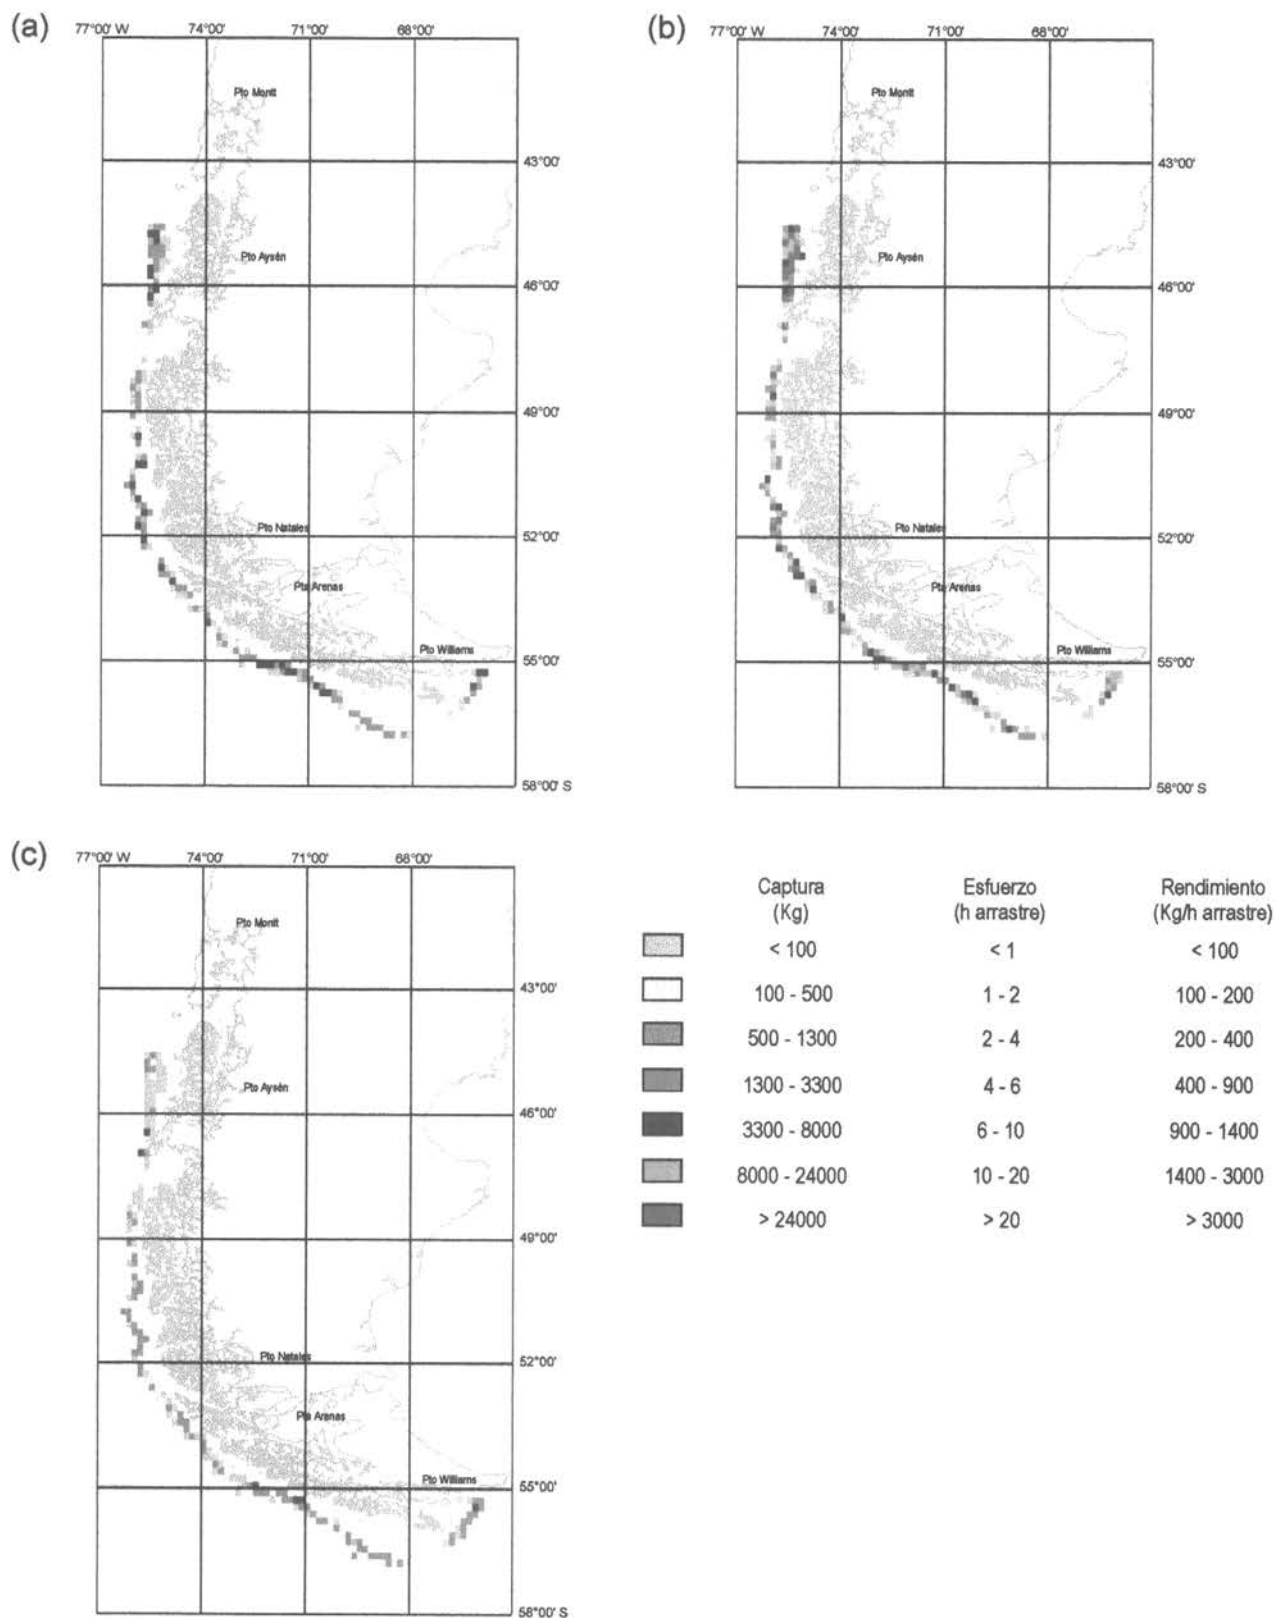 (a)
77°00' W 74°00' 71°00' 68°00'
Pto Montt
43°00'
Pto Aysén
46°00'
49°00'
Pto Natales
52°00'
Pta Arenas
Pto Williams
55°00'
58°00' S
(b)
77°00' W 74°00' 71°00' 68°00'
Pto Montt
43°00'
Pto Aysén
46°00'
49°00'
Pto Natales
52°00'
Pta Arenas
Pto Williams
55°00'
58°00' S
(c)
77°00' W 74°00' 71°00' 68°00'
Pto Montt
43°00'
Pto Aysén
46°00'
49°00'
Pto Natales
52°00'
Pta Arenas
Pto Williams
55°00'
58°00' S
Captura Esfuerzo Rendimiento
(Kg) (h arrastre) (Kg/h arrastre)
< 100 < 1 < 100
100 - 500 1 - 2 100 - 200
500 - 1300 2 - 4 200 - 400
1300 - 3300 4 - 6 400 - 900
3300 - 8000 6 - 10 900 - 1400
8000 - 24000 10 - 20 1400 - 3000
> 24000 > 20 > 3000